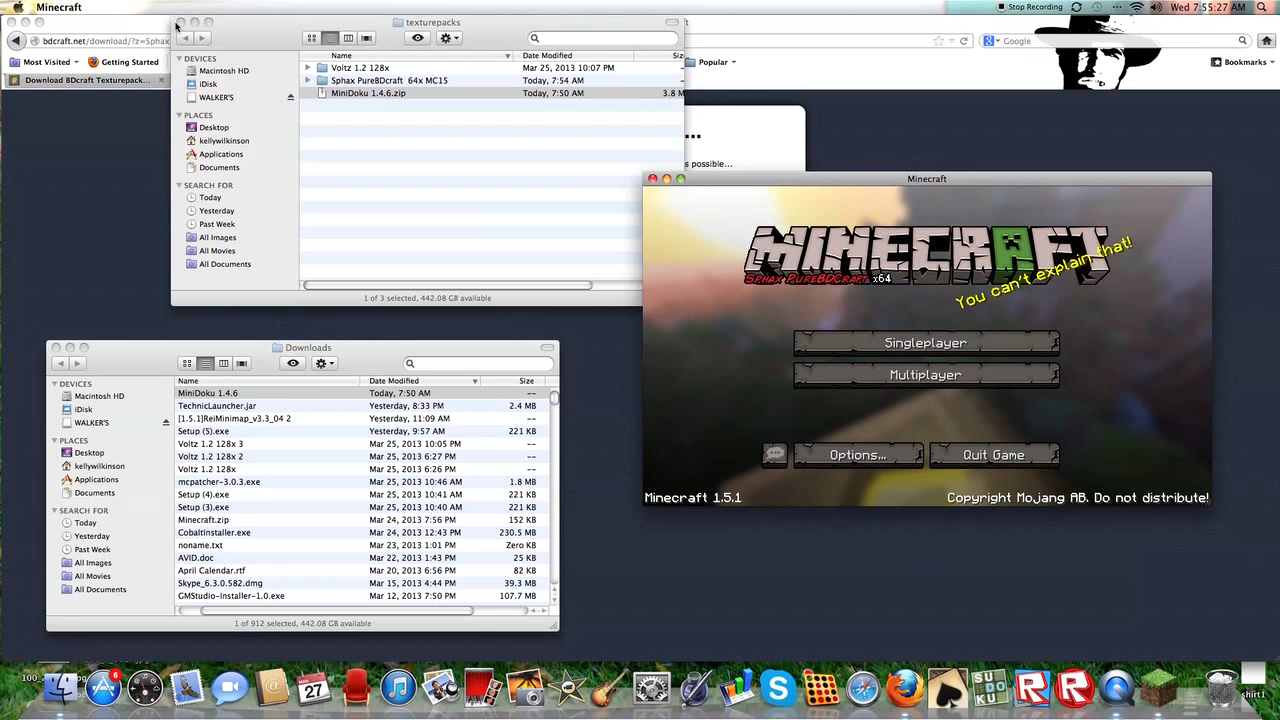 Minecraft
Stop Recording
Wed 7:55:27 AM
bdcraft.net/download/?z=Sphax
Google
Most Visited
Getting Started
Popular
Bookmarks
Download BDcraft Texturepack...
texturepacks
DEVICES
Macintosh HD
iDisk
WALKER'S
PLACES
Desktop
kellywilkinson
Applications
Documents
SEARCH FOR
Today
Yesterday
Past Week
All Images
All Movies
All Documents
Name Date Modified Siz
Voltz 1.2 128x Mar 25, 2013 10:07 PM
Sphax PureBDcraft 64x MC15 Today, 7:54 AM
MiniDoku 1.4.6.zip Today, 7:50 AM 3.8 M
1 of 3 selected, 442.08 GB available
...
s possible...
Minecraft
MINECRAFT
SPHAX PUREBDCRAFT x64
You can't explain that!
Singleplayer
Multiplayer
Options...
Quit Game
Minecraft 1.5.1
Copyright Mojang AB. Do not distribute!
Downloads
DEVICES
Macintosh HD
iDisk
WALKER'S
PLACES
Desktop
kellywilkinson
Applications
Documents
SEARCH FOR
Today
Yesterday
Past Week
All Images
All Movies
All Documents
Name Date Modified Size
MiniDoku 1.4.6 Today, 7:50 AM --
TechnicLauncher.jar Yesterday, 8:33 PM 2.4 MB
[1.5.1]ReiMinimap_v3.3_04 2 Yesterday, 11:09 AM --
Setup (5).exe Yesterday, 9:57 AM 221 KB
Voltz 1.2 128x 3 Mar 25, 2013 10:05 PM --
Voltz 1.2 128x 2 Mar 25, 2013 6:27 PM --
Voltz 1.2 128x Mar 25, 2013 6:26 PM --
mcpatcher-3.0.3.exe Mar 25, 2013 10:46 AM 1.8 MB
Setup (4).exe Mar 25, 2013 10:41 AM 221 KB
Setup (3).exe Mar 25, 2013 10:40 AM 221 KB
Minecraft.zip Mar 24, 2013 7:56 PM 152 KB
CobaltInstaller.exe Mar 24, 2013 12:43 PM 230.5 MB
noname.txt Mar 23, 2013 1:01 PM Zero KB
AVID.doc Mar 22, 2013 1:43 PM 25 KB
April Calendar.rtf Mar 20, 2013 6:56 PM 82 KB
Skype_6.3.0.582.dmg Mar 15, 2013 4:44 PM 39.3 MB
GMStudio-Installer-1.0.exe Mar 12, 2013 7:50 PM 107.7 MB
1 of 912 selected, 442.08 GB available
6
MAR
27
SU
DO
KU
shirt1